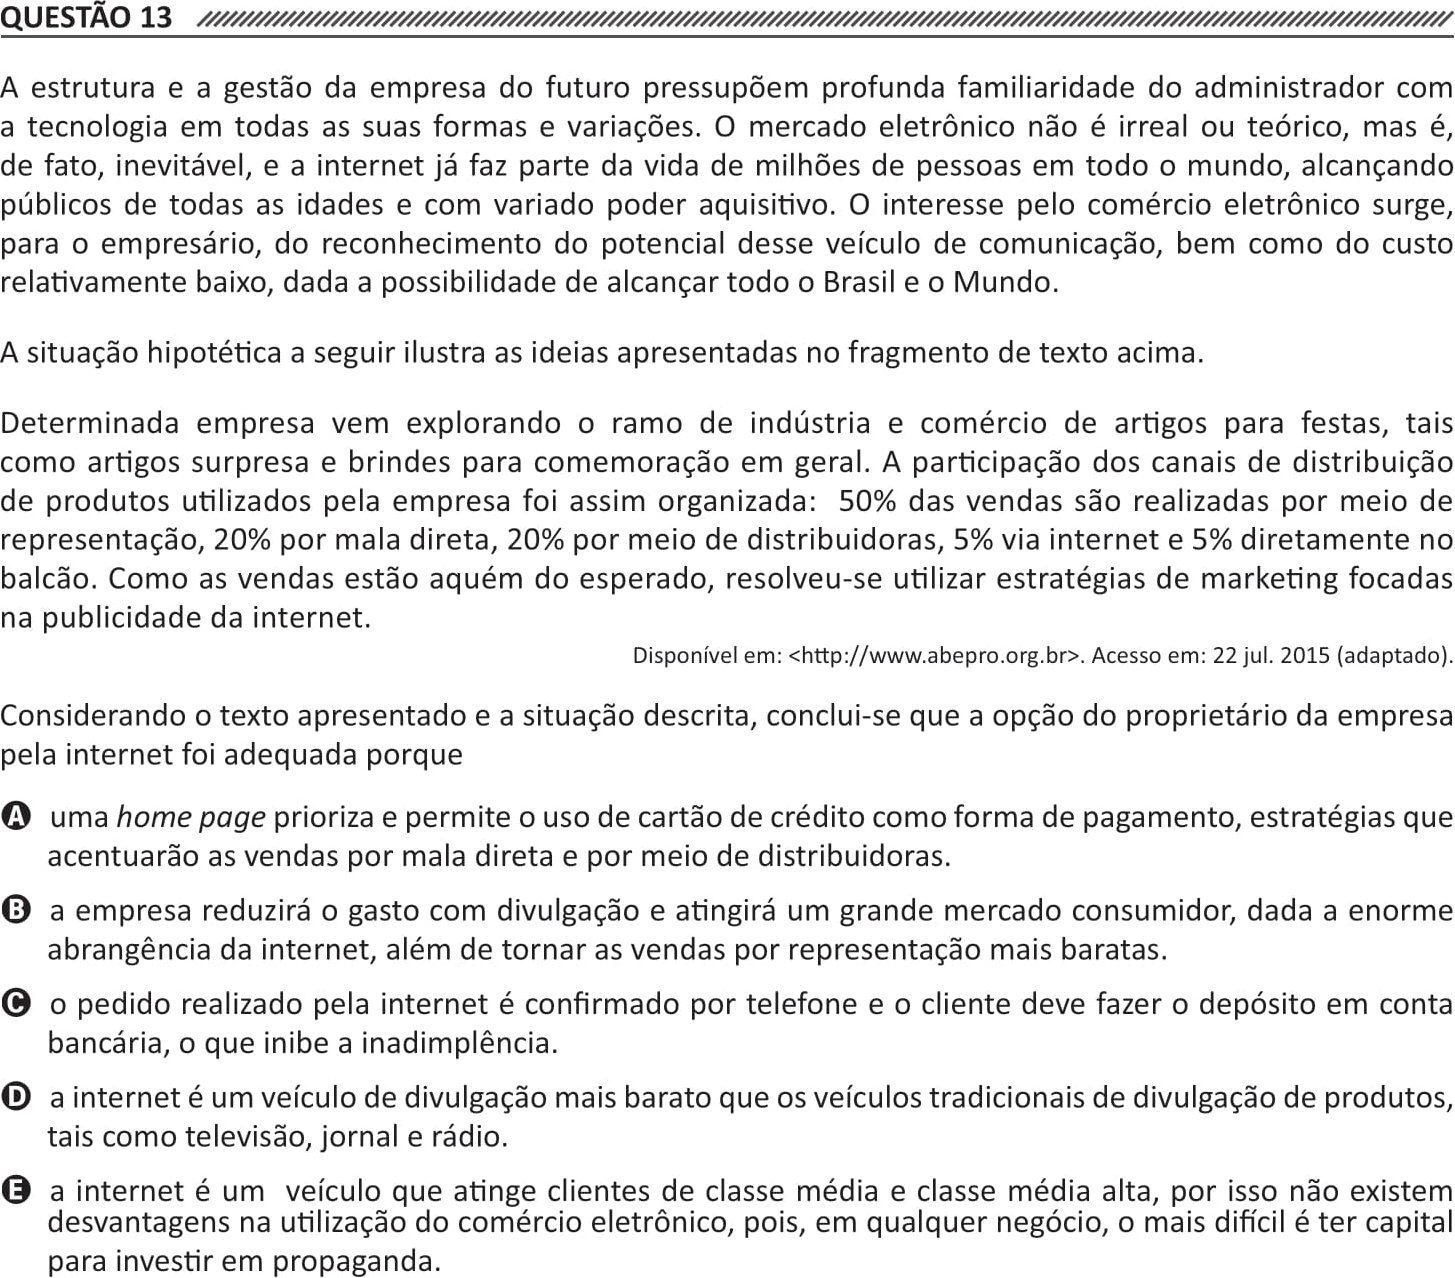 QUESTÃO 13
A estrutura e a gestão da empresa do futuro pressupõem profunda familiaridade do administrador com
a tecnologia em todas as suas formas e variações. O mercado eletrônico não é irreal ou teórico, mas é,
de fato, inevitável, e a internet já faz parte da vida de milhões de pessoas em todo o mundo, alcançando
públicos de todas as idades e com variado poder aquisitivo. O interesse pelo comércio eletrônico surge,
para o empresário, do reconhecimento do potencial desse veículo de comunicação, bem como do custo
relativamente baixo, dada a possibilidade de alcançar todo o Brasil e o Mundo.
A situação hipotética a seguir ilustra as ideias apresentadas no fragmento de texto acima.
Determinada empresa vem explorando o ramo de indústria e comércio de artigos para festas, tais
como artigos surpresa e brindes para comemoração em geral. A participação dos canais de distribuição
de produtos utilizados pela empresa foi assim organizada: 50% das vendas são realizadas por meio de
representação, 20% por mala direta, 20% por meio de distribuidoras, 5% via internet e 5% diretamente no
balcão. Como as vendas estão aquém do esperado, resolveu-se utilizar estratégias de marketing focadas
na publicidade da internet.
Disponível em: <http://www.abepro.org.br>. Acesso em: 22 jul. 2015 (adaptado).
Considerando o texto apresentado e a situação descrita, conclui-se que a opção do proprietário da empresa
pela internet foi adequada porque
A uma home page prioriza e permite o uso de cartão de crédito como forma de pagamento, estratégias que
acentuarão as vendas por mala direta e por meio de distribuidoras.
B a empresa reduzirá o gasto com divulgação e atingirá um grande mercado consumidor, dada a enorme
abrangência da internet, além de tornar as vendas por representação mais baratas.
C o pedido realizado pela internet é confirmado por telefone e o cliente deve fazer o depósito em conta
bancária, o que inibe a inadimplência.
D a internet é um veículo de divulgação mais barato que os veículos tradicionais de divulgação de produtos,
tais como televisão, jornal e rádio.
E a internet é um veículo que atinge clientes de classe média e classe média alta, por isso não existem
desvantagens na utilização do comércio eletrônico, pois, em qualquer negócio, o mais difícil é ter capital
para investir em propaganda.